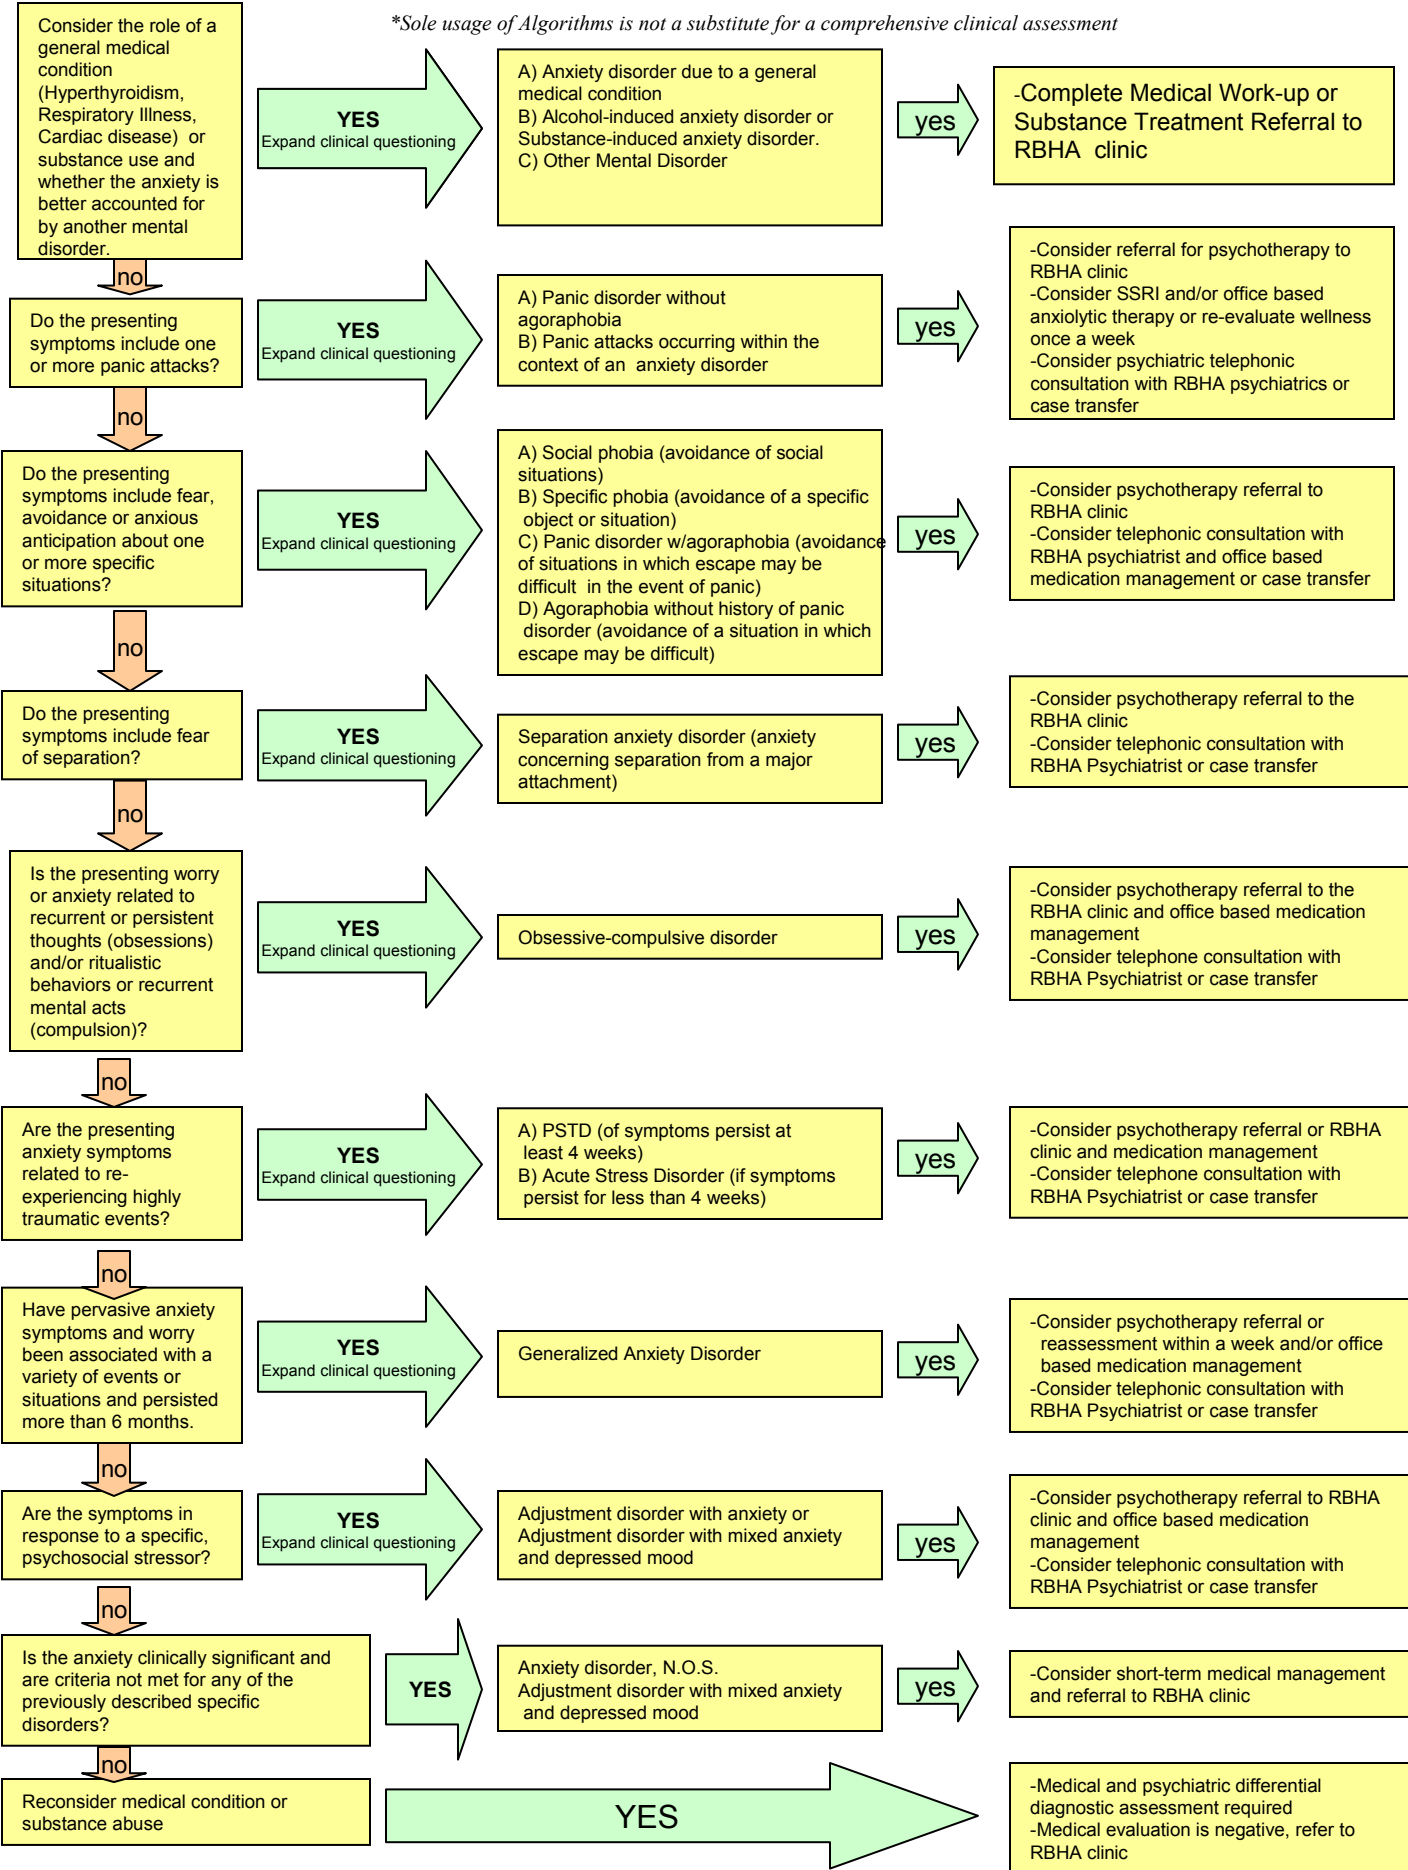 *Sole usage of Algorithms is not a substitute for a comprehensive clinical assessment
Consider the role of a
general medical
condition
(Hyperthyroidism,
Respiratory Illness,
Cardiac disease) or
substance use and
whether the anxiety is
better accounted for
by another mental
disorder.
YES
Expand clinical questioning
A) Anxiety disorder due to a general
medical condition
B) Alcohol-induced anxiety disorder or
Substance-induced anxiety disorder.
C) Other Mental Disorder
yes
-Complete Medical Work-up or
Substance Treatment Referral to
RBHA clinic
no
Do the presenting
symptoms include one
or more panic attacks?
YES
Expand clinical questioning
A) Panic disorder without
agoraphobia
B) Panic attacks occurring within the
context of an anxiety disorder
yes
-Consider referral for psychotherapy to
RBHA clinic
-Consider SSRI and/or office based
anxiolytic therapy or re-evaluate wellness
once a week
-Consider psychiatric telephonic
consultation with RBHA psychiatrics or
case transfer
no
Do the presenting
symptoms include fear,
avoidance or anxious
anticipation about one
or more specific
situations?
YES
Expand clinical questioning
A) Social phobia (avoidance of social
situations)
B) Specific phobia (avoidance of a specific
object or situation)
C) Panic disorder w/agoraphobia (avoidance
of situations in which escape may be
difficult in the event of panic)
D) Agoraphobia without history of panic
disorder (avoidance of a situation in which
escape may be difficult)
yes
-Consider psychotherapy referral to
RBHA clinic
-Consider telephonic consultation with
RBHA psychiatrist and office based
medication management or case transfer
no
Do the presenting
symptoms include fear
of separation?
YES
Expand clinical questioning
Separation anxiety disorder (anxiety
concerning separation from a major
attachment)
yes
-Consider psychotherapy referral to the
RBHA clinic
-Consider telephonic consultation with
RBHA Psychiatrist or case transfer
no
Is the presenting worry
or anxiety related to
recurrent or persistent
thoughts (obsessions)
and/or ritualistic
behaviors or recurrent
mental acts
(compulsion)?
YES
Expand clinical questioning
Obsessive-compulsive disorder
yes
-Consider psychotherapy referral to the
RBHA clinic and office based medication
management
-Consider telephone consultation with
RBHA Psychiatrist or case transfer
no
Are the presenting
anxiety symptoms
related to re-
experiencing highly
traumatic events?
YES
Expand clinical questioning
A) PSTD (of symptoms persist at
least 4 weeks)
B) Acute Stress Disorder (if symptoms
persist for less than 4 weeks)
yes
-Consider psychotherapy referral or RBHA
clinic and medication management
-Consider telephone consultation with
RBHA Psychiatrist or case transfer
no
Have pervasive anxiety
symptoms and worry
been associated with a
variety of events or
situations and persisted
more than 6 months.
YES
Expand clinical questioning
Generalized Anxiety Disorder
yes
-Consider psychotherapy referral or
reassessment within a week and/or office
based medication management
-Consider telephonic consultation with
RBHA Psychiatrist or case transfer
no
Are the symptoms in
response to a specific,
psychosocial stressor?
YES
Expand clinical questioning
Adjustment disorder with anxiety or
Adjustment disorder with mixed anxiety
and depressed mood
yes
-Consider psychotherapy referral to RBHA
clinic and office based medication
management
-Consider telephonic consultation with
RBHA Psychiatrist or case transfer
no
Is the anxiety clinically significant and
are criteria not met for any of the
previously described specific
disorders?
YES
Anxiety disorder, N.O.S.
Adjustment disorder with mixed anxiety
and depressed mood
yes
-Consider short-term medical management
and referral to RBHA clinic
no
Reconsider medical condition or
substance abuse
YES
-Medical and psychiatric differential
diagnostic assessment required
-Medical evaluation is negative, refer to
RBHA clinic